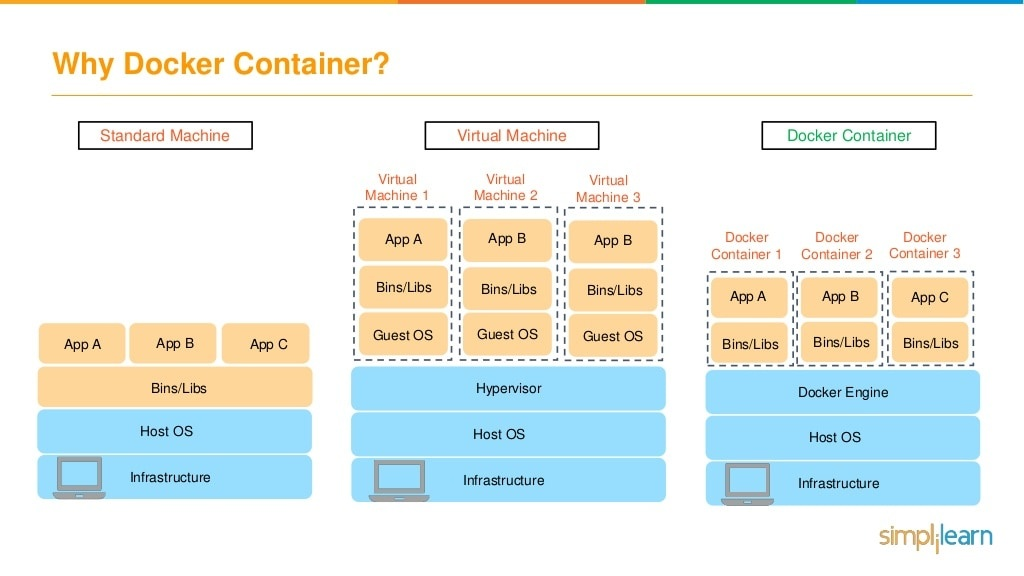 Why Docker Container?
Standard Machine
App A
App B
App C
Bins/Libs
Host OS
Infrastructure
Virtual Machine
Virtual
Machine 1
Virtual
Machine 2
Virtual
Machine 3
App A
App B
App B
Bins/Libs
Bins/Libs
Bins/Libs
Guest OS
Guest OS
Guest OS
Hypervisor
Host OS
Infrastructure
Docker Container
Docker
Container 1
Docker
Container 2
Docker
Container 3
App A
App B
App C
Bins/Libs
Bins/Libs
Bins/Libs
Docker Engine
Host OS
Infrastructure
simplilearn